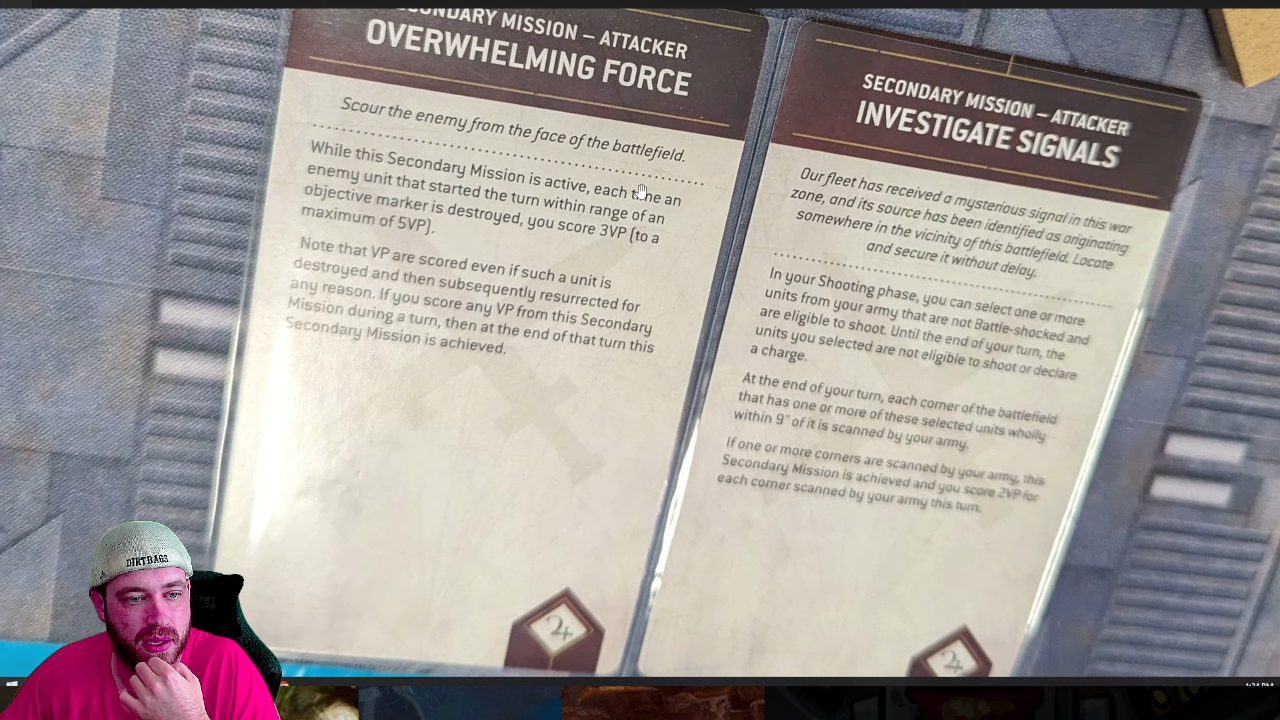 SECONDARY MISSION – ATTACKER
OVERWHELMING FORCE
Scour the enemy from the face of the battlefield.
While this Secondary Mission is active, each time an
enemy unit that started the turn within range of an
objective marker is destroyed, you score 3VP (to a
maximum of 5VP).
Note that VP are scored even if such a unit is
destroyed and then subsequently resurrected for
any reason. If you score any VP from this Secondary
Mission during a turn, then at the end of that turn this
Secondary Mission is achieved.
SECONDARY MISSION – ATTACKER
INVESTIGATE SIGNALS
Our fleet has received a mysterious signal in this war
zone, and its source has been identified as originating
somewhere in the vicinity of this battlefield. Locate
and secure it without delay.
In your Shooting phase, you can select one or more
units from your army that are not Battle-shocked and
are eligible to shoot. Until the end of your turn, the
units you selected are not eligible to shoot or declare
a charge.
At the end of your turn, each corner of the battlefield
that has one or more of these selected units wholly
within 9" of it is scanned by your army.
If one or more corners are scanned by your army, this
Secondary Mission is achieved and you score 2VP for
each corner scanned by your army this turn.
DIRTBAGS